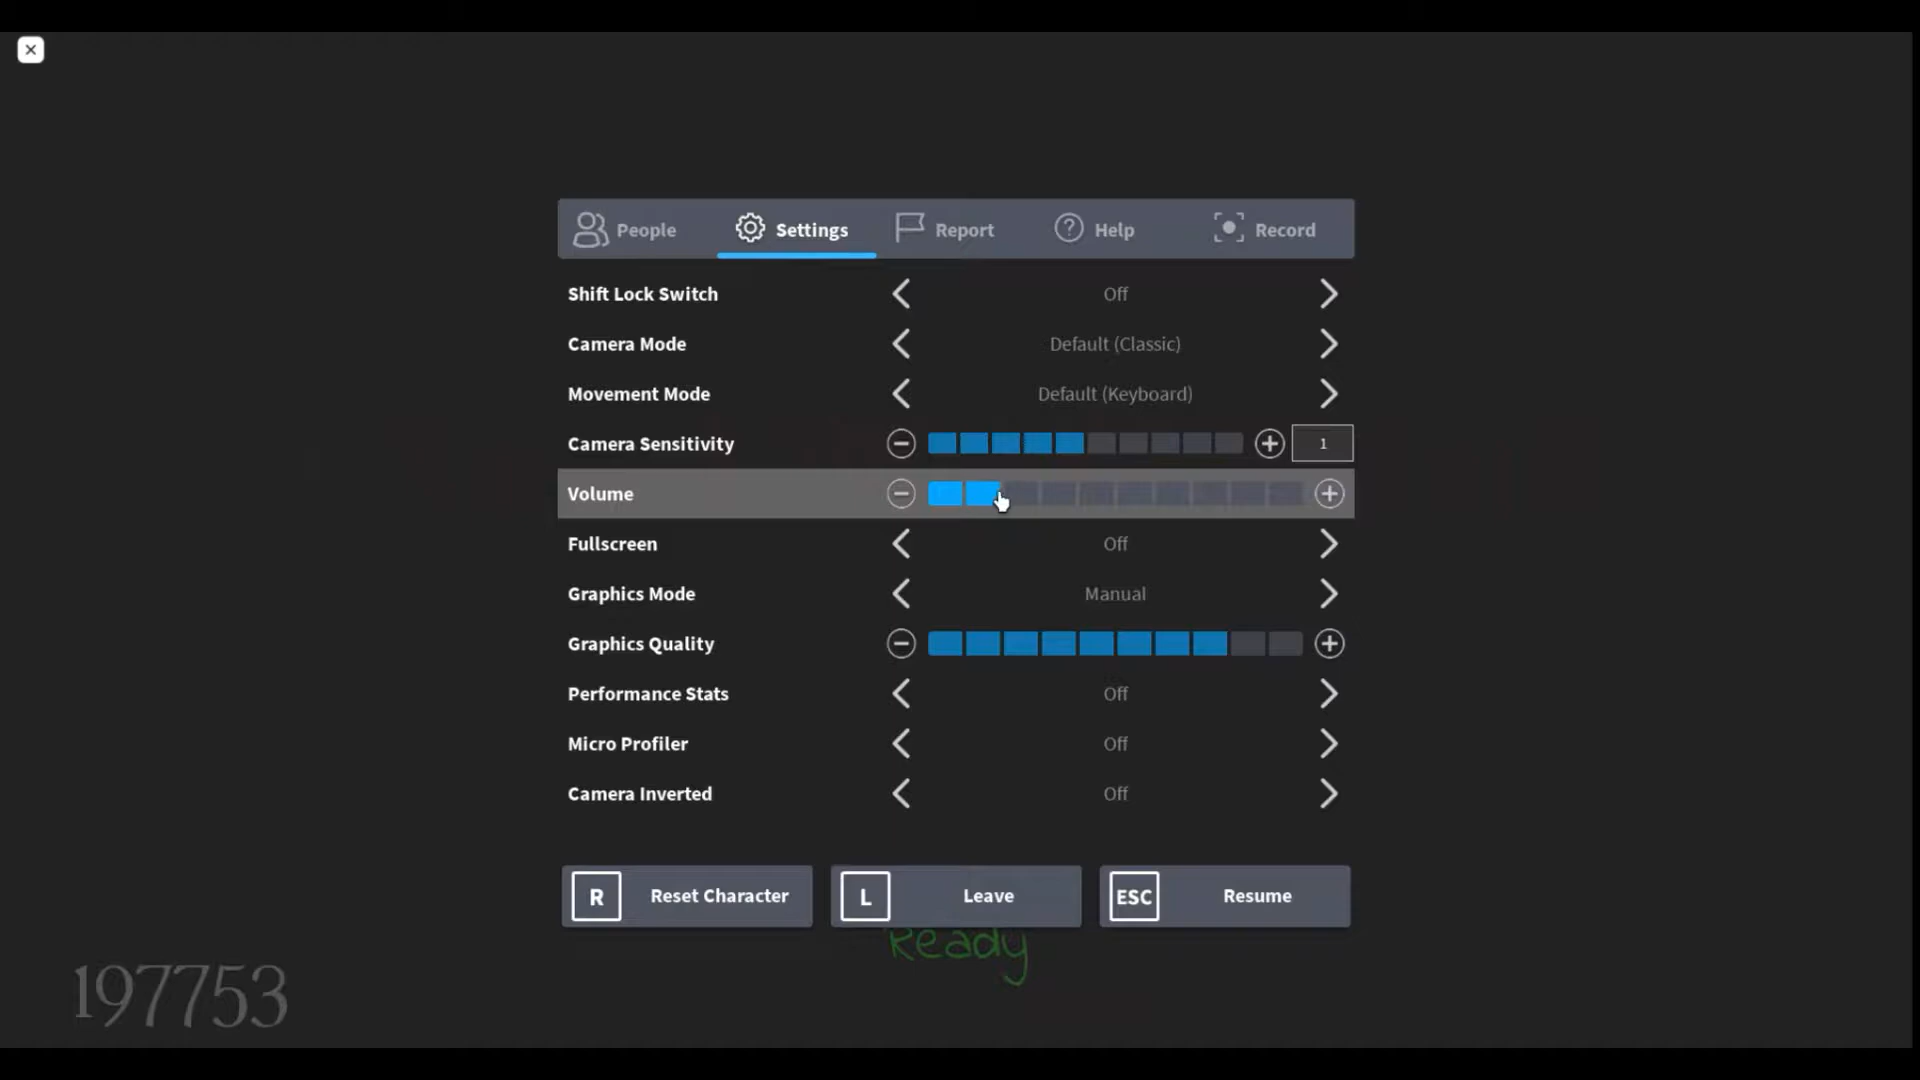 People Settings Report Help Record
Shift Lock Switch Off
Camera Mode Default (Classic)
Movement Mode Default (Keyboard)
Camera Sensitivity 1
Volume
Fullscreen Off
Graphics Mode Manual
Graphics Quality
Performance Stats Off
Micro Profiler Off
Camera Inverted Off
R Reset Character L Leave ESC Resume
Ready
197753